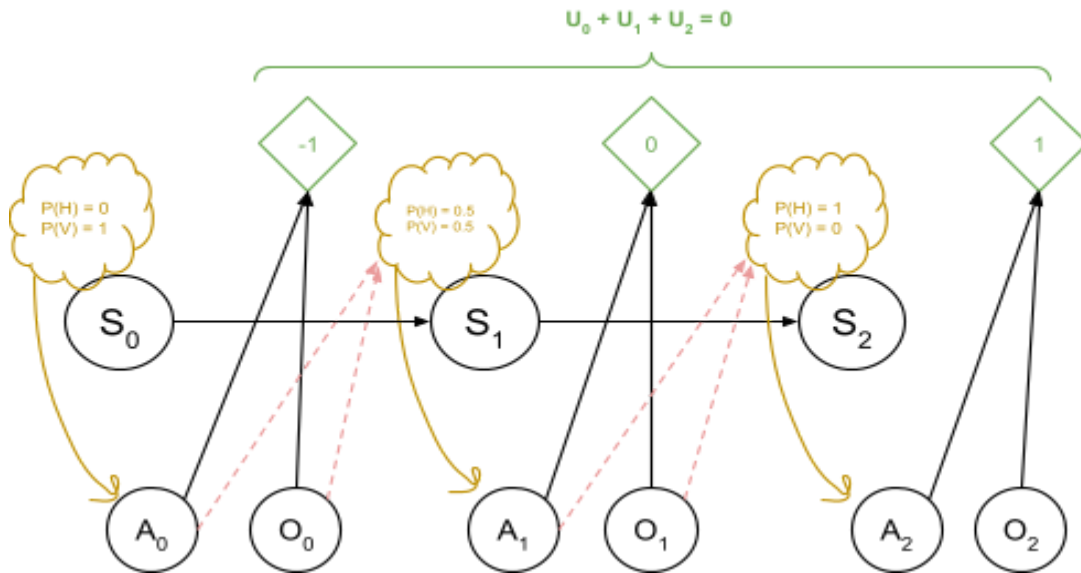 U₀ + U₁ + U₂ = 0
-1
0
1
P(H) = 0
P(V) = 1
P(H) = 0.5
P(V) = 0.5
P(H) = 1
P(V) = 0
S₀
S₁
S₂
A₀
O₀
A₁
O₁
A₂
O₂